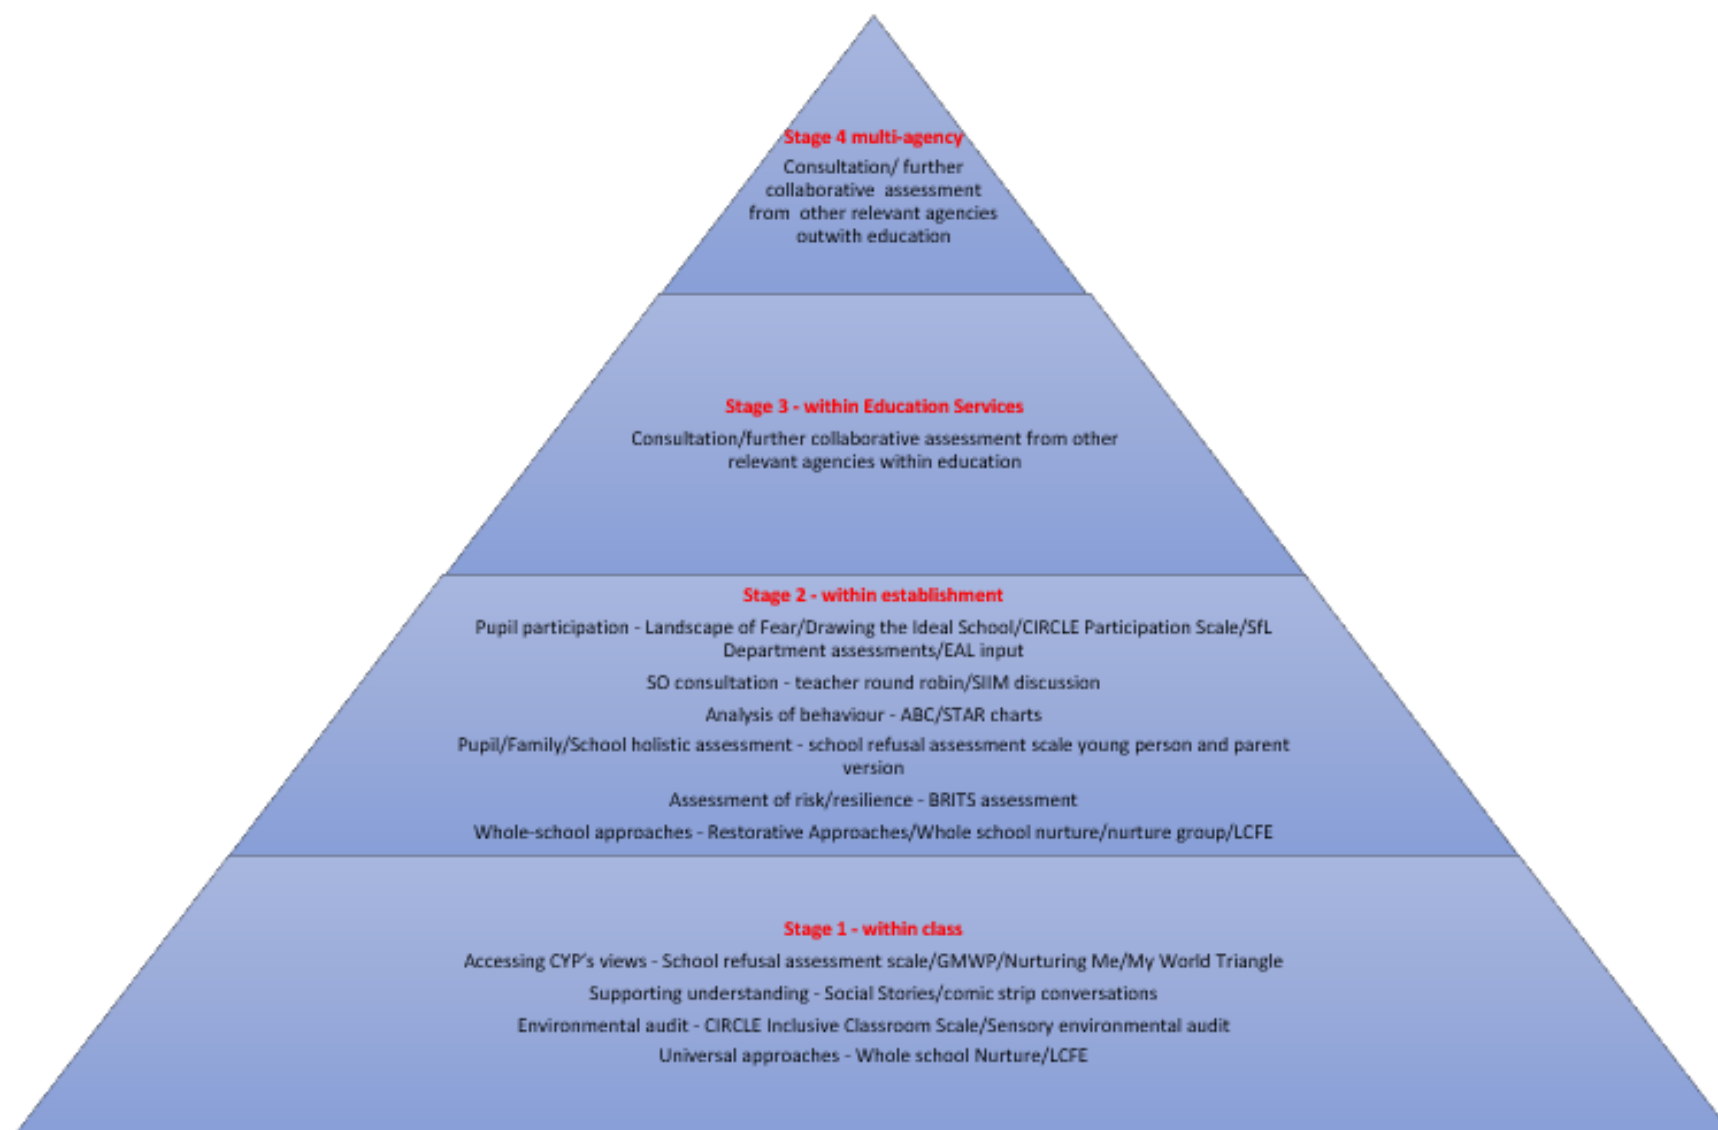 Stage 4 multi-agency
Consultation/ further
collaborative  assessment
from  other relevant agencies
outwith education
Stage 3 - within Education Services
Consultation/further collaborative assessment from other
relevant agencies within education
Stage 2 - within establishment
Pupil participation - Landscape of Fear/Drawing the Ideal School/CIRCLE Participation Scale/SfL
Department assessments/EAL input
SO consultation - teacher round robin/SIIM discussion
Analysis of behaviour - ABC/STAR charts
Pupil/Family/School holistic assessment - school refusal assessment scale young person and parent
version
Assessment of risk/resilience - BRITS assessment
Whole-school approaches - Restorative Approaches/Whole school nurture/nurture group/LCFE
Stage 1 - within class
Accessing CYP's views - School refusal assessment scale/GMWP/Nurturing Me/My World Triangle
Supporting understanding - Social Stories/comic strip conversations
Environmental audit - CIRCLE Inclusive Classroom Scale/Sensory environmental audit
Universal approaches - Whole school Nurture/LCFE